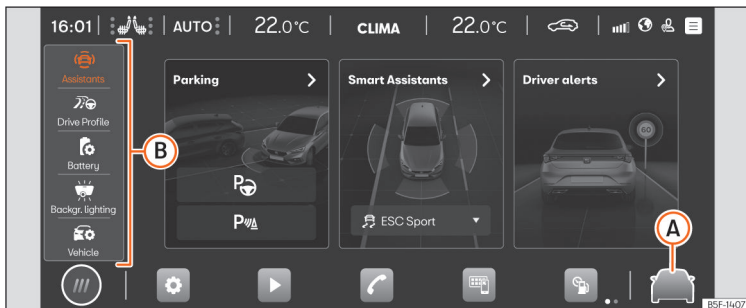 16:01 AUTO 22.0°C CLIMA 22.0°C
Assistants
Drive Profile
Battery
Backgr. lighting
Vehicle
B
Parking
P
P
Smart Assistants
ESC Sport
Driver alerts
60
A
B5F-1407